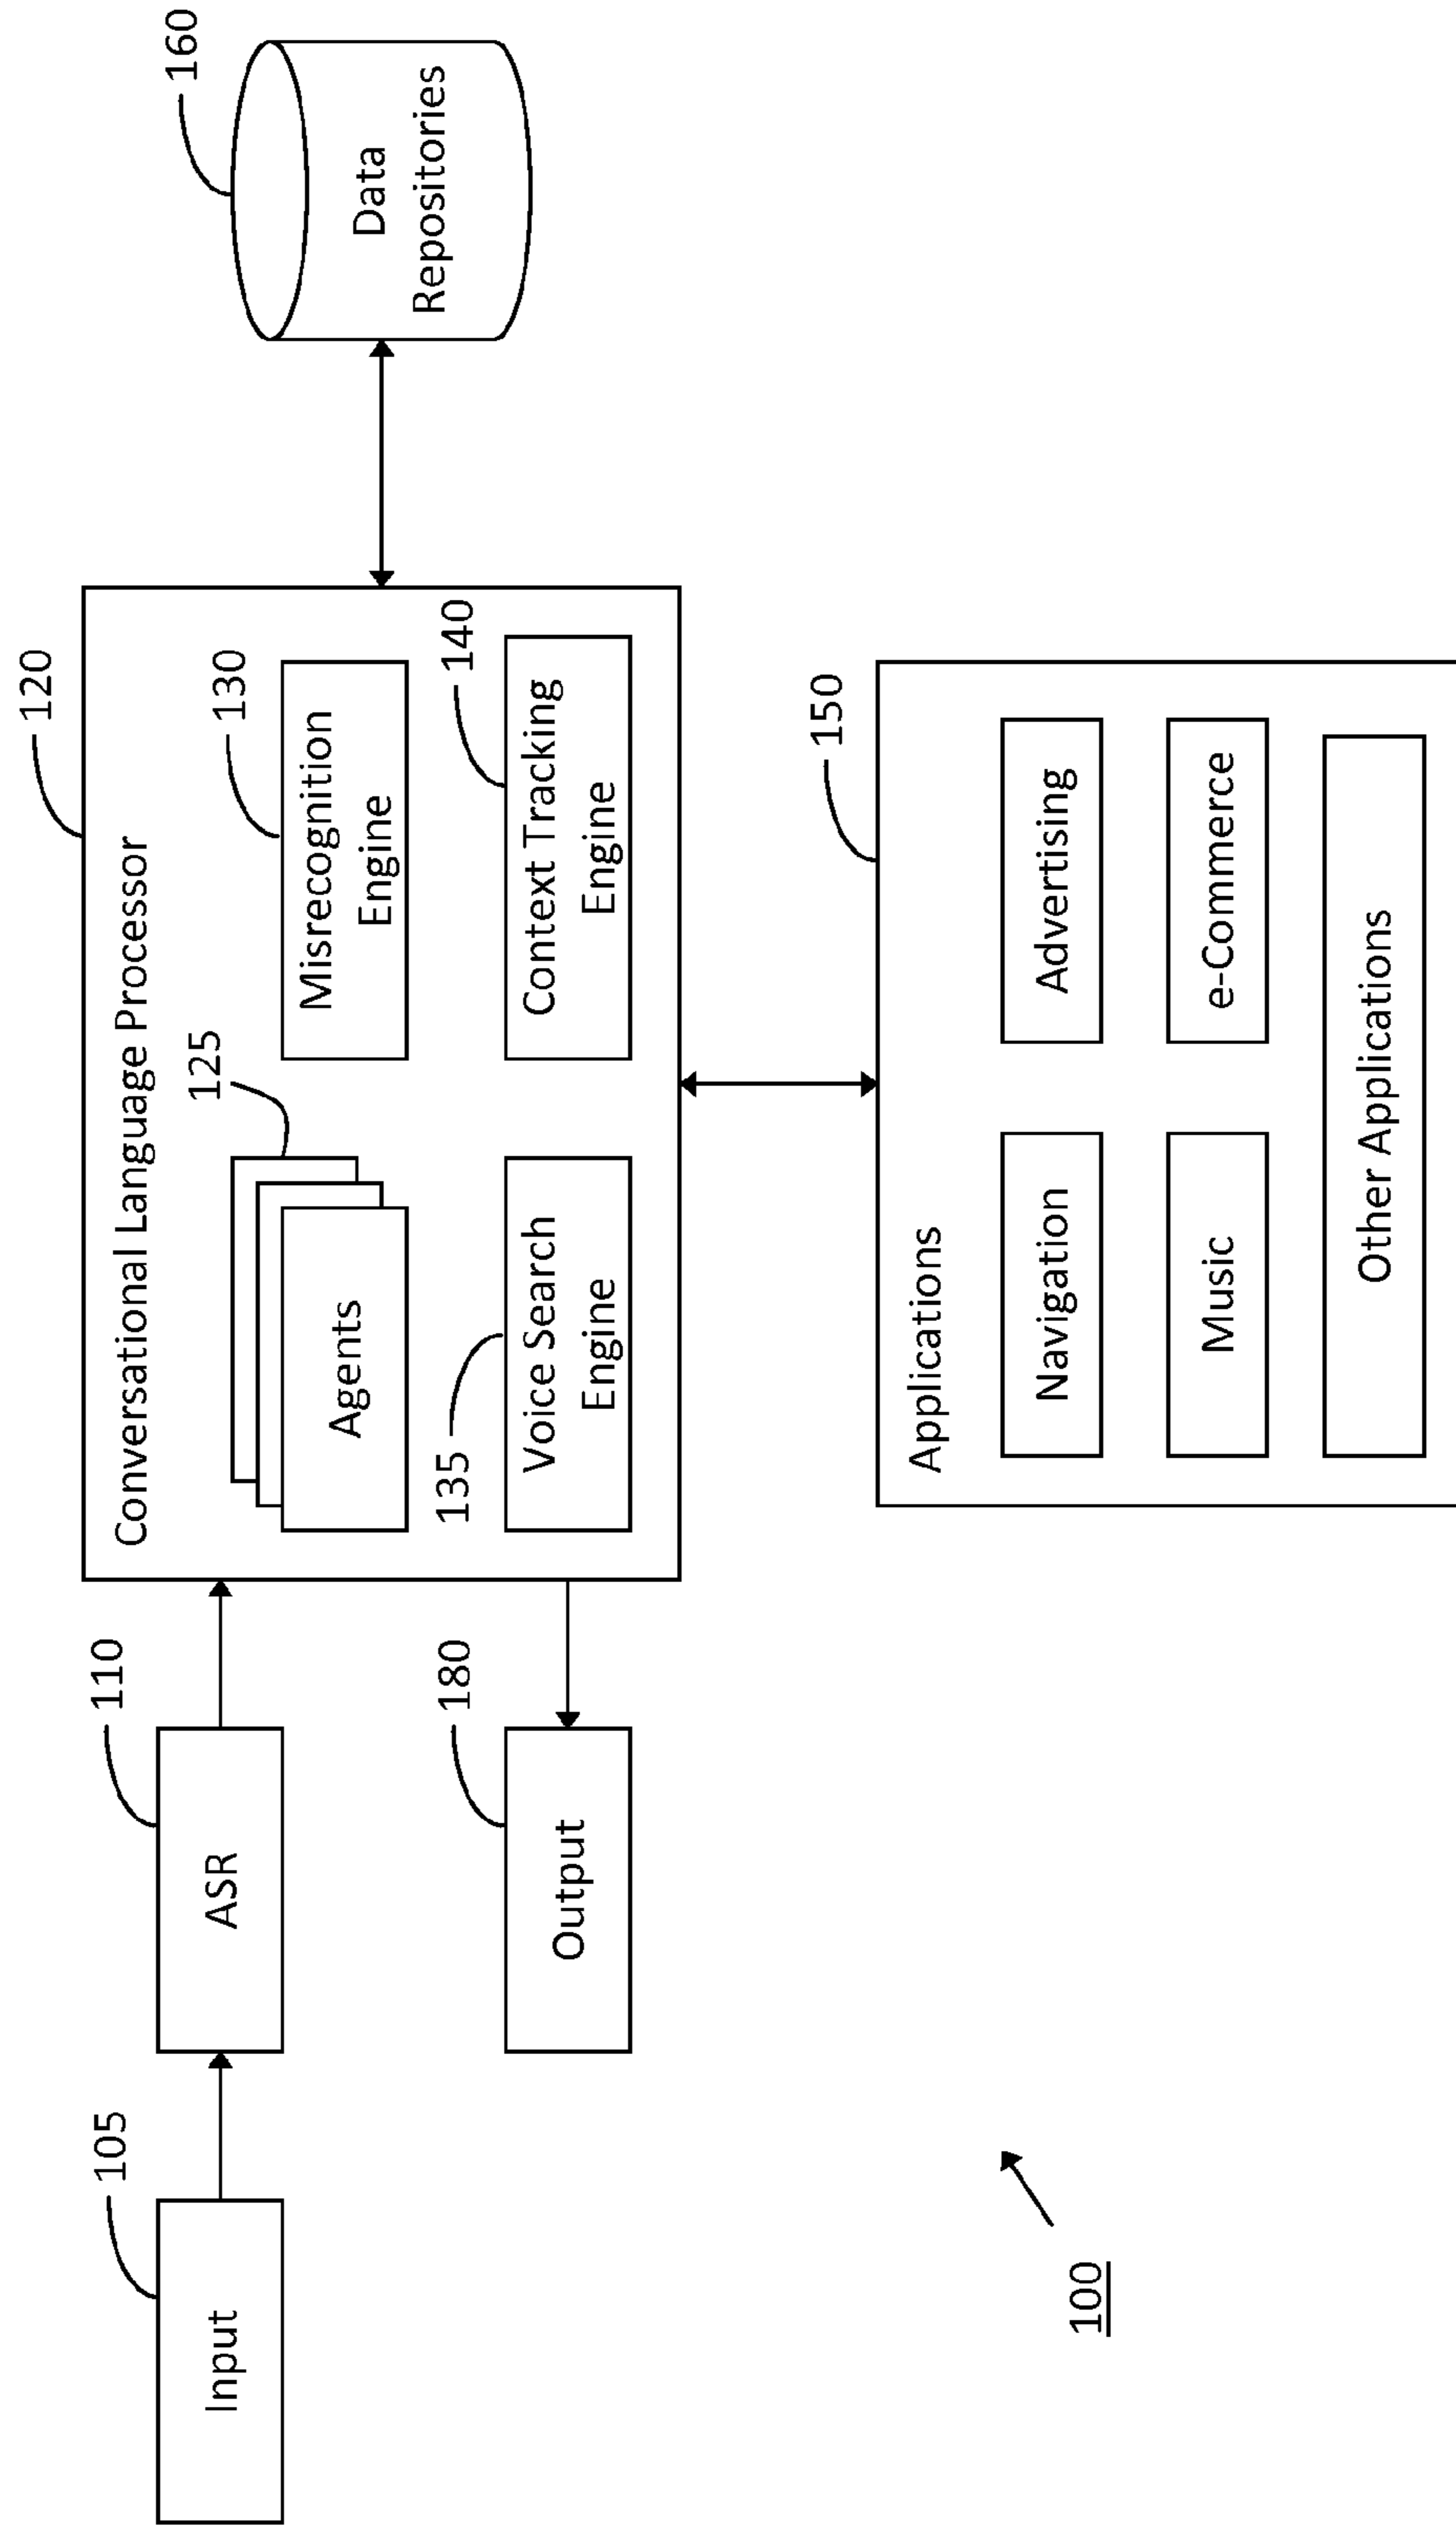 120
160
Conversational Language Processor
105
110
125
130
Input
ASR
Agents
Misrecognition
Engine
Data
Repositories
180
135
140
Output
Voice Search
Engine
Context Tracking
Engine
150
Applications
Navigation
Advertising
100
Music
e-Commerce
Other Applications